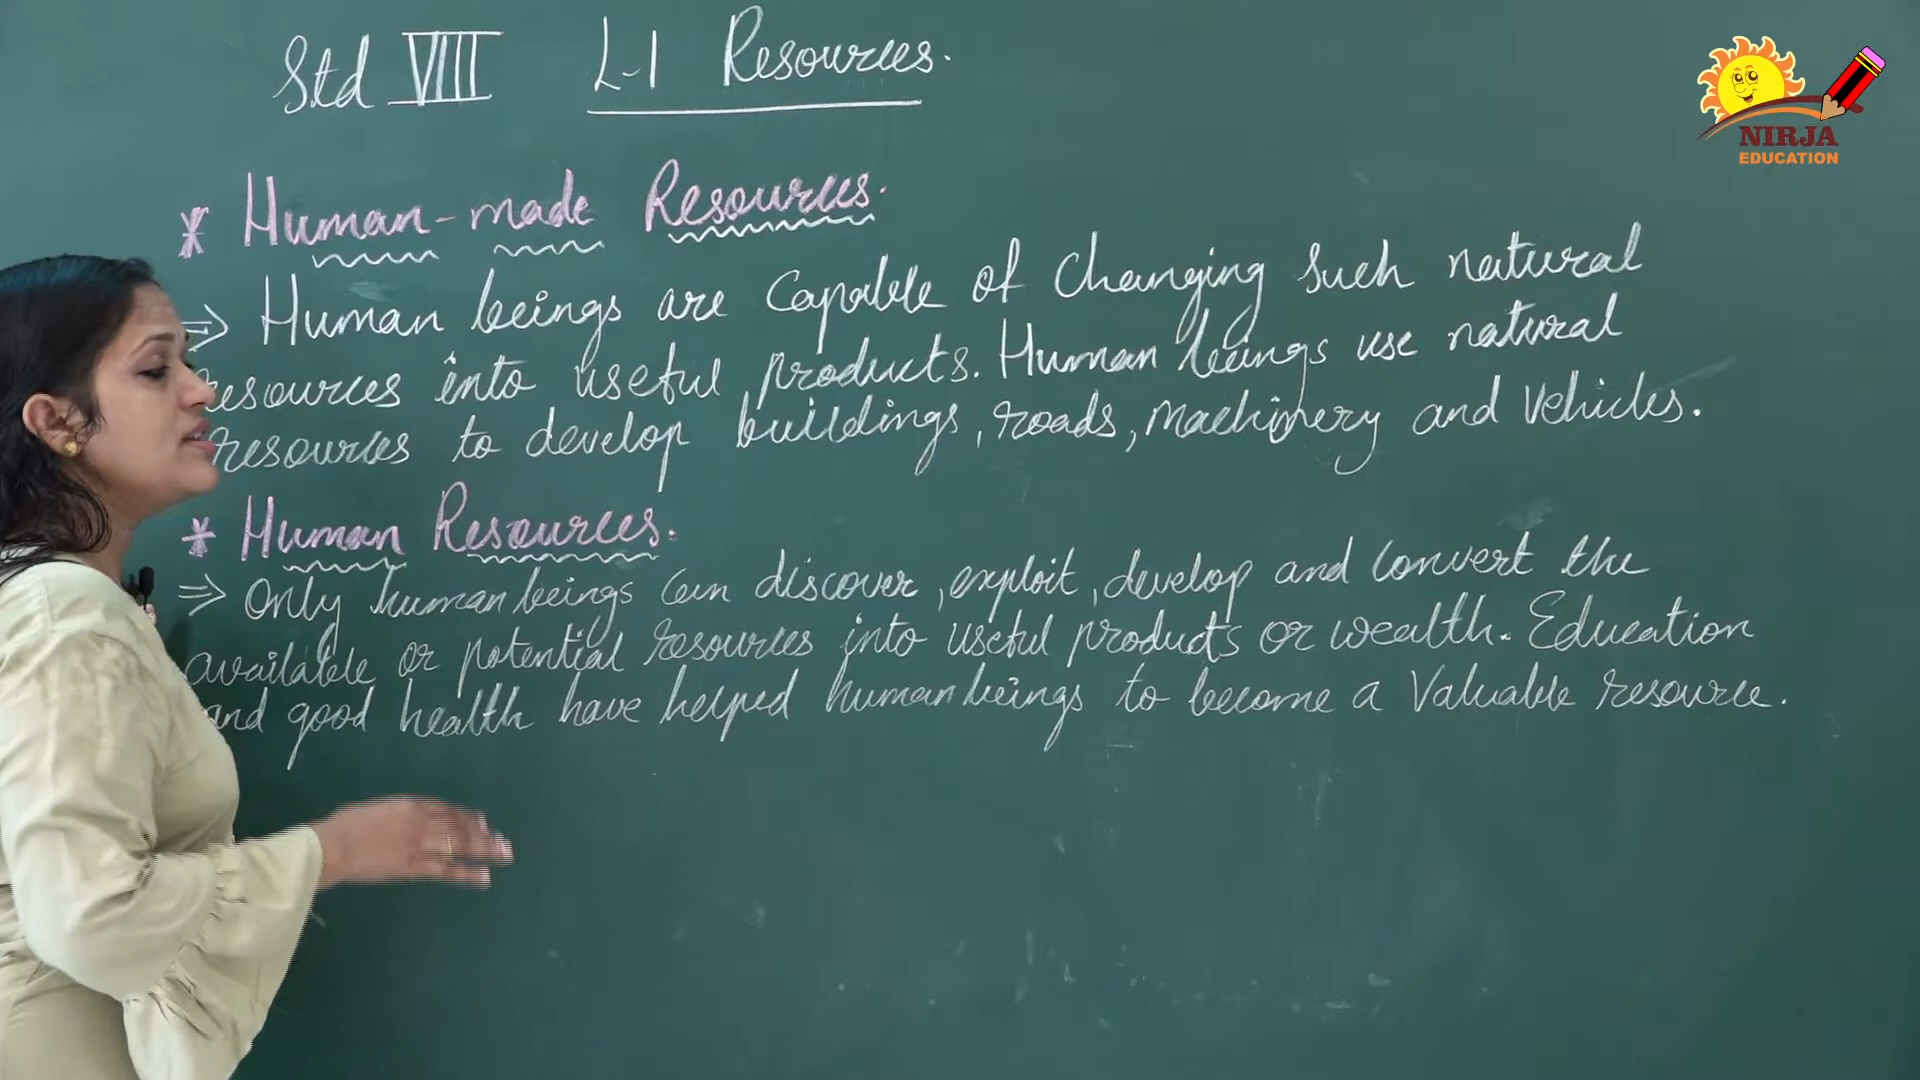 Std VIII L-1 Resources.
NIRJA
EDUCATION
* Human-made Resources.
⇒ Human beings are capable of changing such natural
resources into useful products. Human beings use natural
resources to develop buildings, roads, machinery and vehicles.
* Human Resources.
⇒ Only human beings can discover, exploit, develop and convert the
available or potential resources into useful products or wealth. Education
and good health have helped human beings to become a valuable resource.